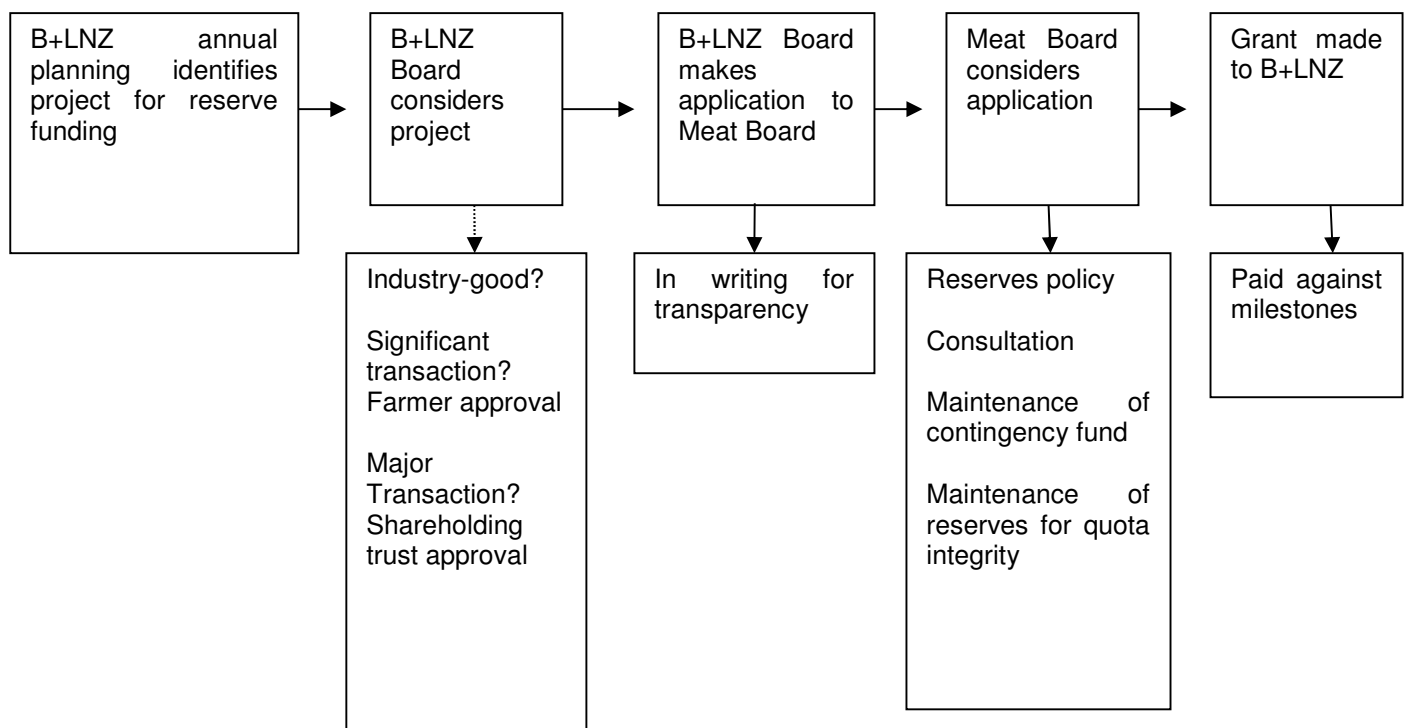 B+LNZ annual
planning identifies
project for reserve
funding
B+LNZ
Board
considers
project
B+LNZ Board
makes
application to
Meat Board
Meat Board
considers
application
Grant made
to B+LNZ
Industry-good?
Significant
transaction?
Farmer approval
Major
Transaction?
Shareholding
trust approval
In writing for
transparency
Reserves policy
Consultation
Maintenance of
contingency fund
Maintenance of
reserves for quota
integrity
Paid against
milestones